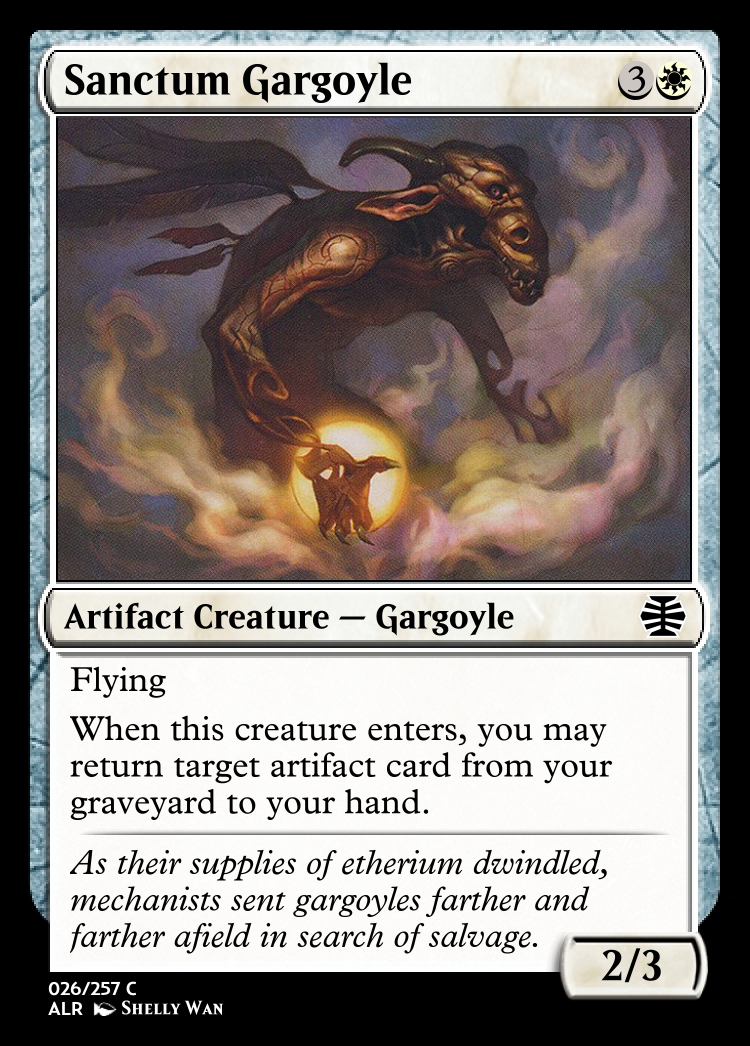 Sanctum Gargoyle 3
Artifact Creature — Gargoyle
Flying
When this creature enters, you may
return target artifact card from your
graveyard to your hand.
As their supplies of etherium dwindled,
mechanists sent gargoyles farther and
farther afield in search of salvage.
2/3
026/257 C
ALR Shelly Wan